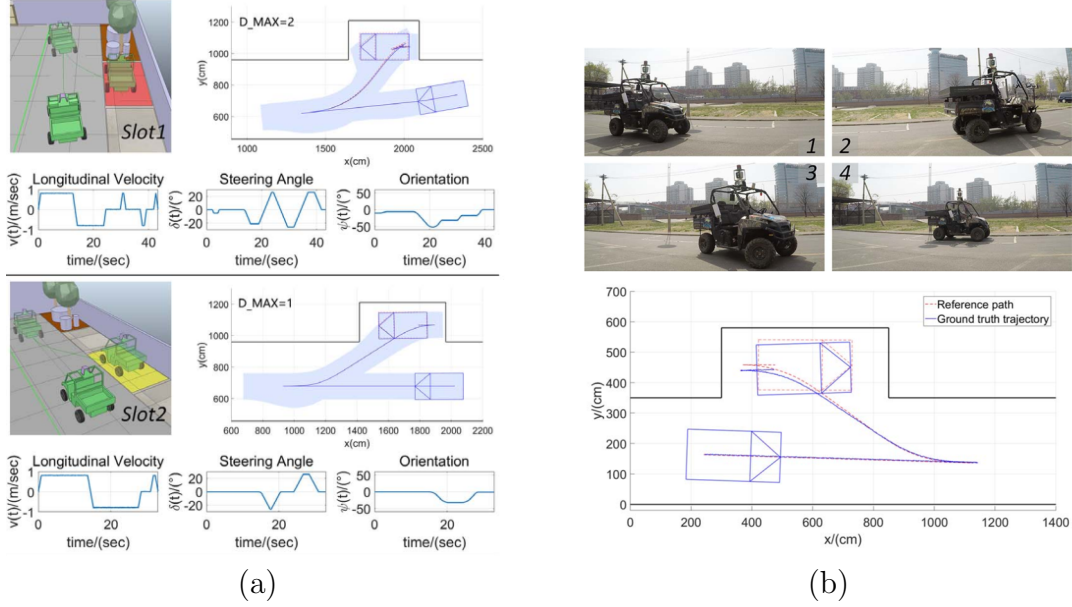 Slot1
D_MAX=2
1200
1000
800
600
y(cm)
1000
1500
2000
2500
x(cm)
Longitudinal Velocity
Steering Angle
Orientation
v(t)/(m/sec)
1
0
-1
0
20
40
time/(sec)
δ(t)/(°)
20
0
-20
0
20
40
time/(sec)
ψ(t)/(°)
50
0
-50
0
20
40
time/(sec)
Slot2
D_MAX=1
1200
1000
800
600
y(cm)
600
800
1000
1200
1400
1600
1800
2000
2200
x(cm)
Longitudinal Velocity
Steering Angle
Orientation
v(t)/(m/sec)
1
0
-1
0
20
time/(sec)
δ(t)/(°)
20
0
-20
0
20
time/(sec)
ψ(t)/(°)
50
0
-50
0
20
time/(sec)
(a)
1
2
3
4
Reference path
Ground truth trajectory
700
600
500
400
300
200
100
0
y/(cm)
0
200
400
600
800
1000
1200
1400
x/(cm)
(b)